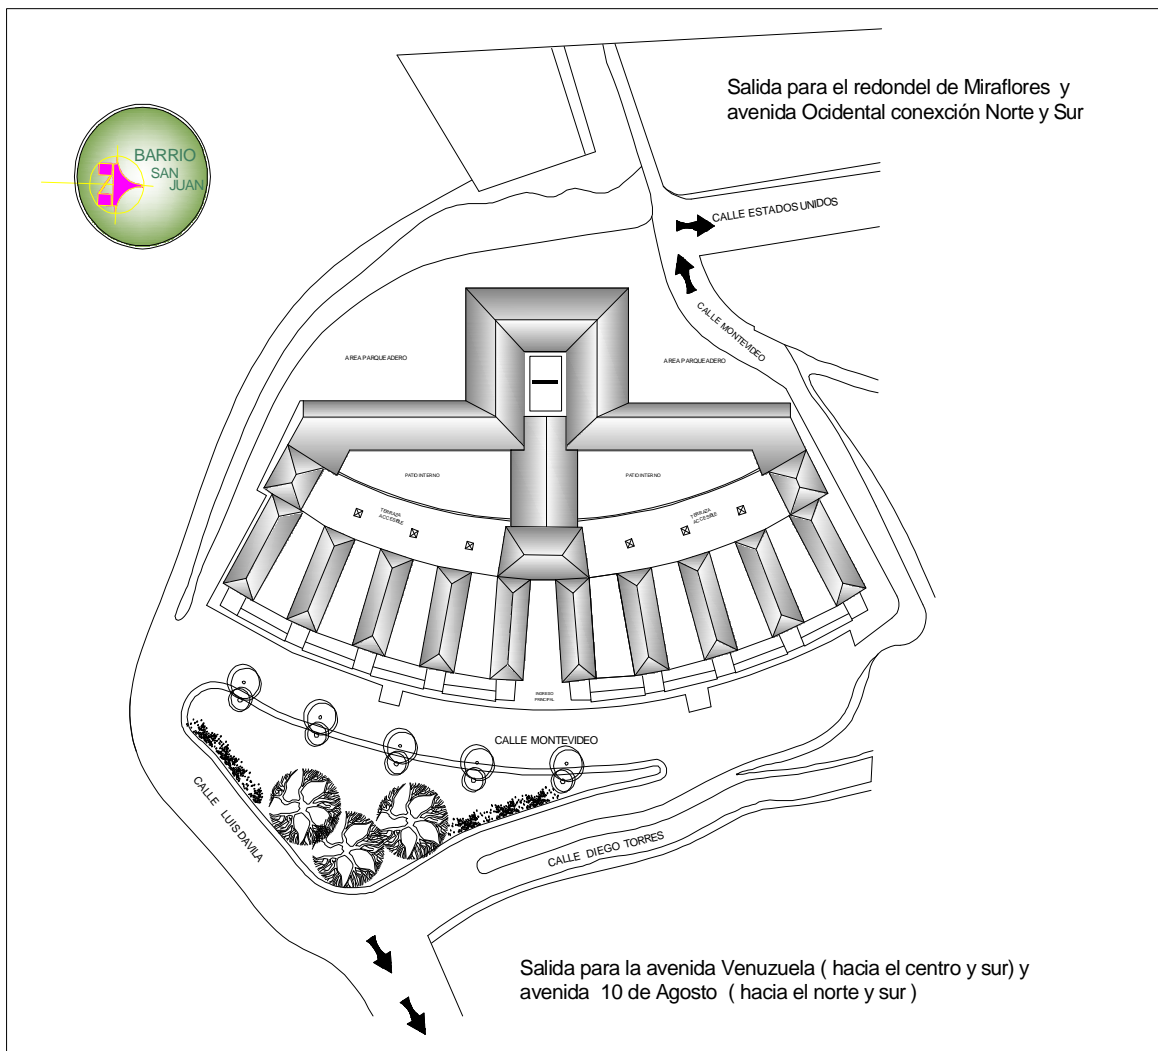 Salida para el redondel de Miraflores y
avenida Ocidental conexción Norte y Sur
BARRIO
SAN
JUAN
CALLE ESTADOS UNIDOS
CALLE MONTEVIDEO
AREA PARQUEADERO
AREA PARQUEADERO
PATIO INTERNO
PATIO INTERNO
TERRAZA
ACCESIBLE
TERRAZA
ACCESIBLE
INGRESO
PRINCIPAL
CALLE MONTEVIDEO
CALLE LUIS DAVILA
CALLE DIEGO TORRES
Salida para la avenida Venuzuela ( hacia el centro y sur) y
avenida 10 de Agosto ( hacia el norte y sur )